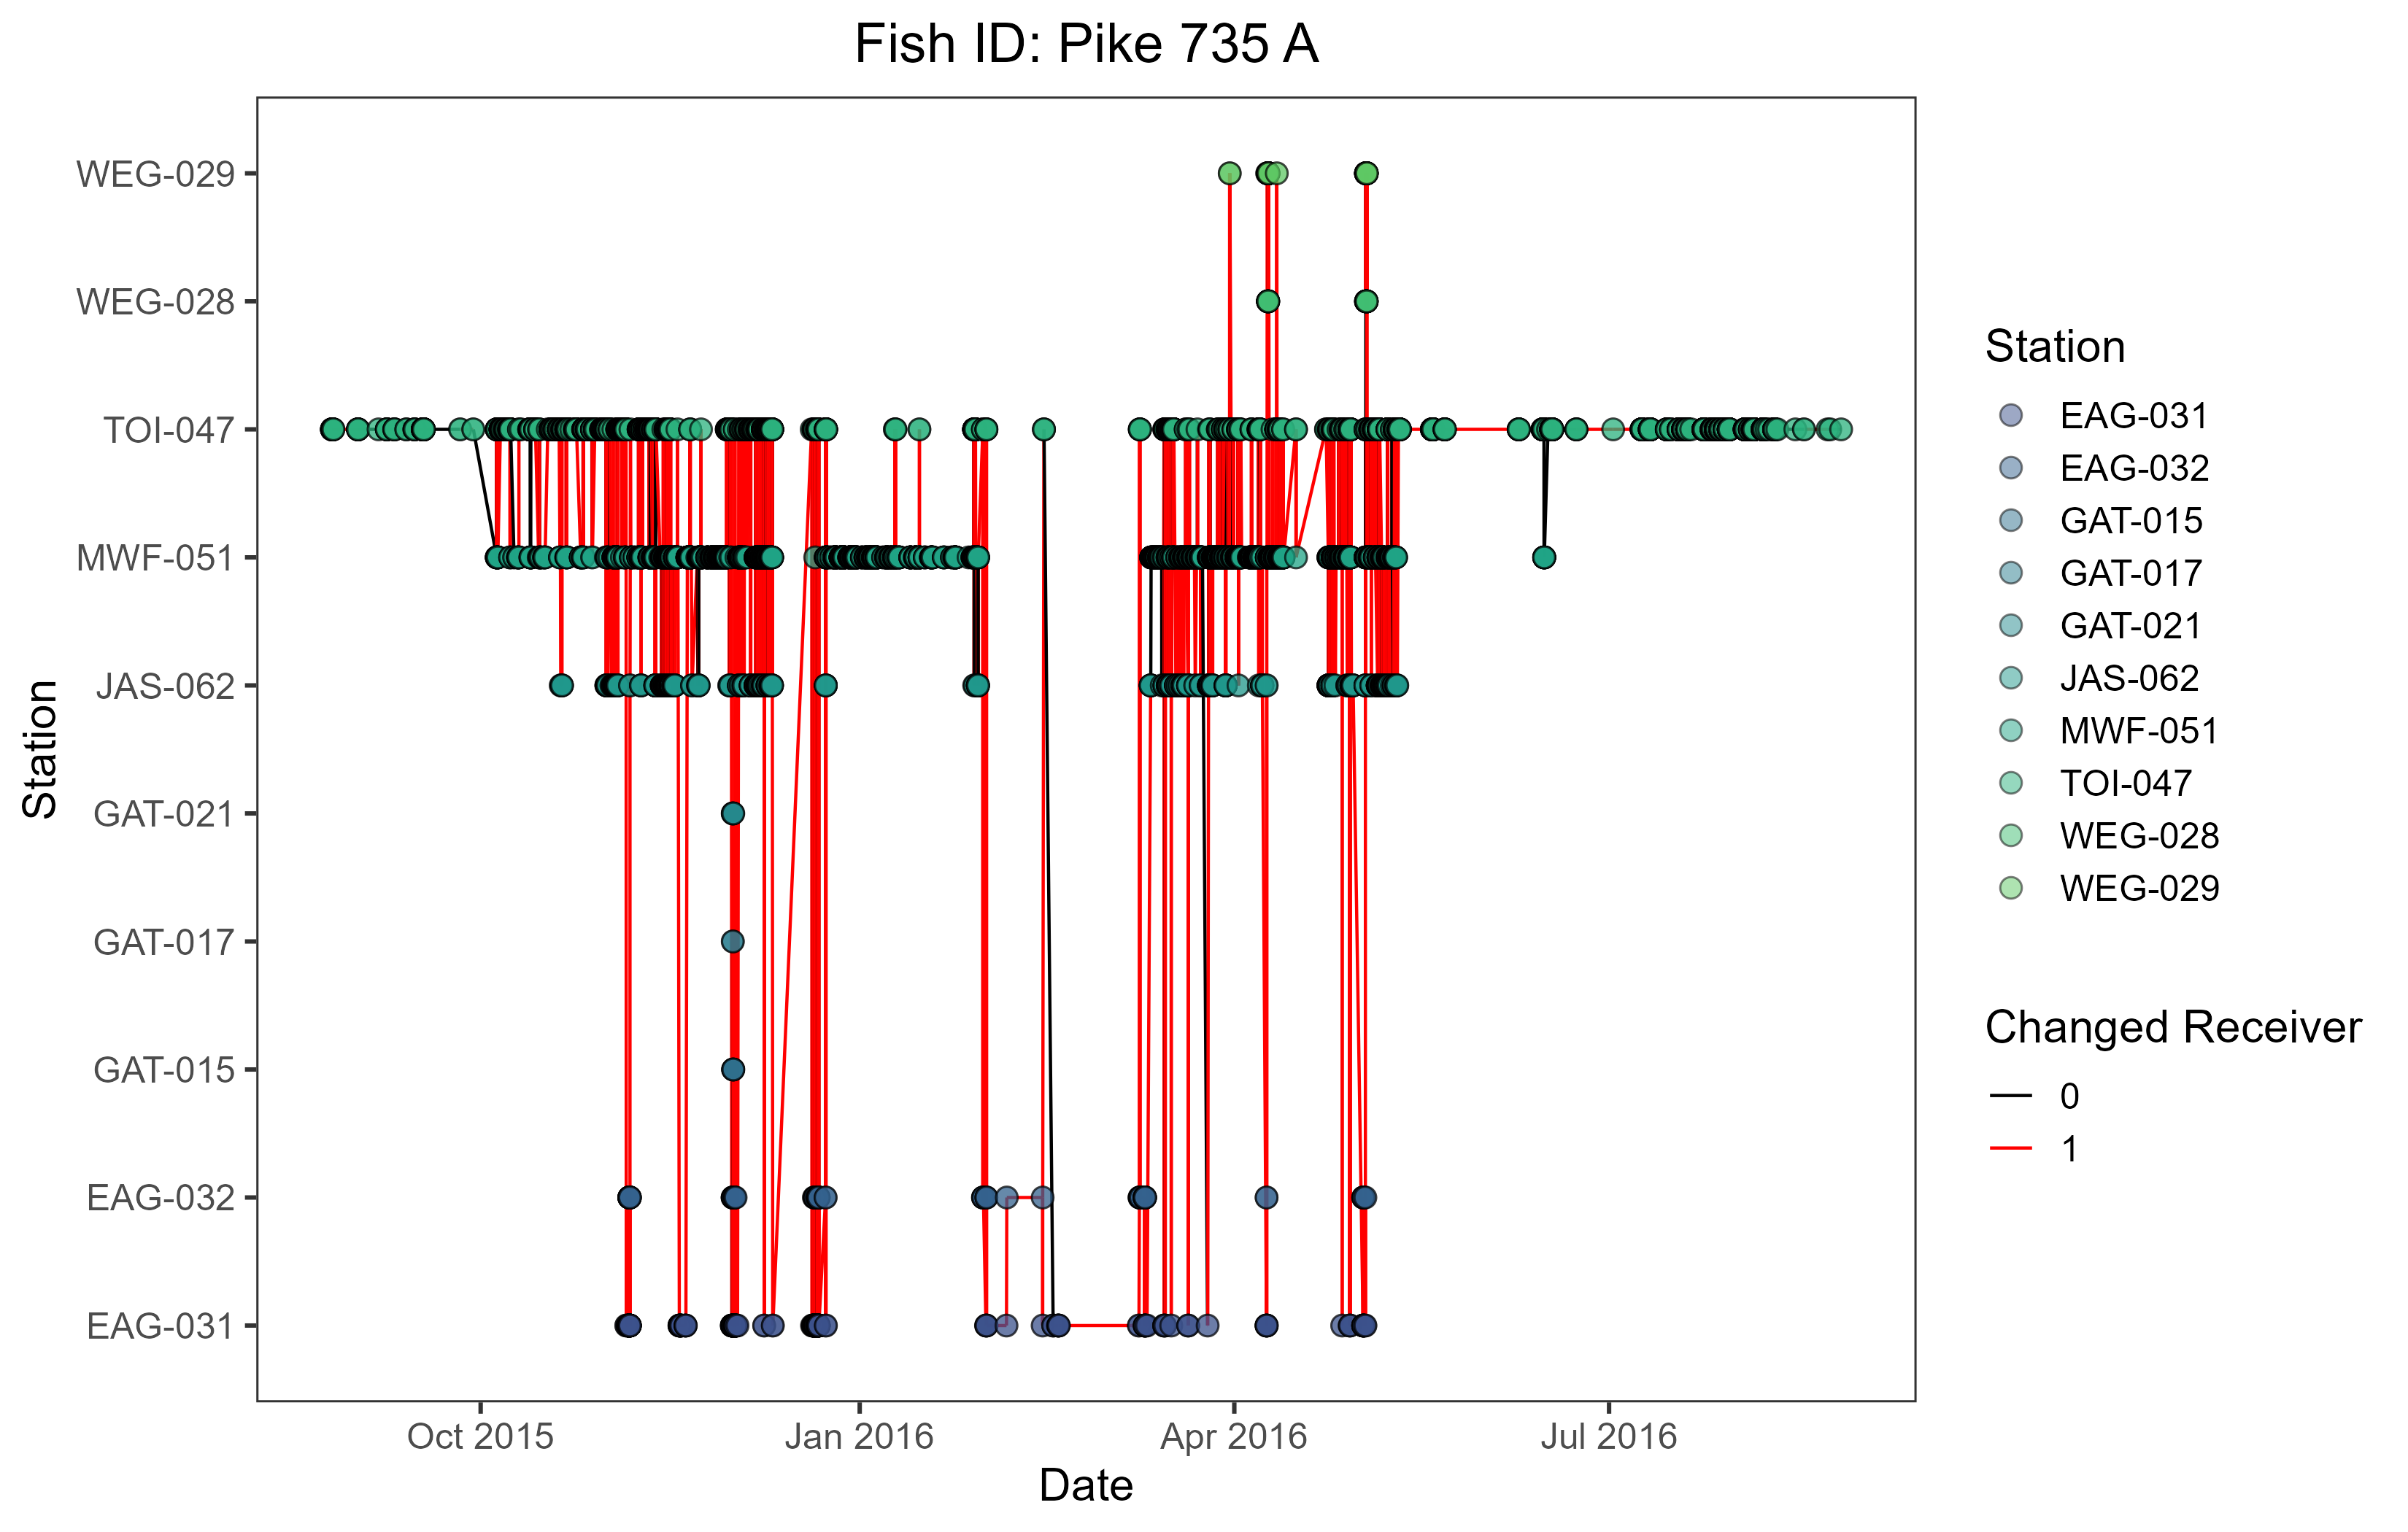 Fish ID: Pike 735 A
Station
WEG-029
WEG-028
TOI-047
MWF-051
JAS-062
GAT-021
GAT-017
GAT-015
EAG-032
EAG-031
Oct 2015
Jan 2016
Apr 2016
Jul 2016
Date
Station
EAG-031
EAG-032
GAT-015
GAT-017
GAT-021
JAS-062
MWF-051
TOI-047
WEG-028
WEG-029
Changed Receiver
0
1